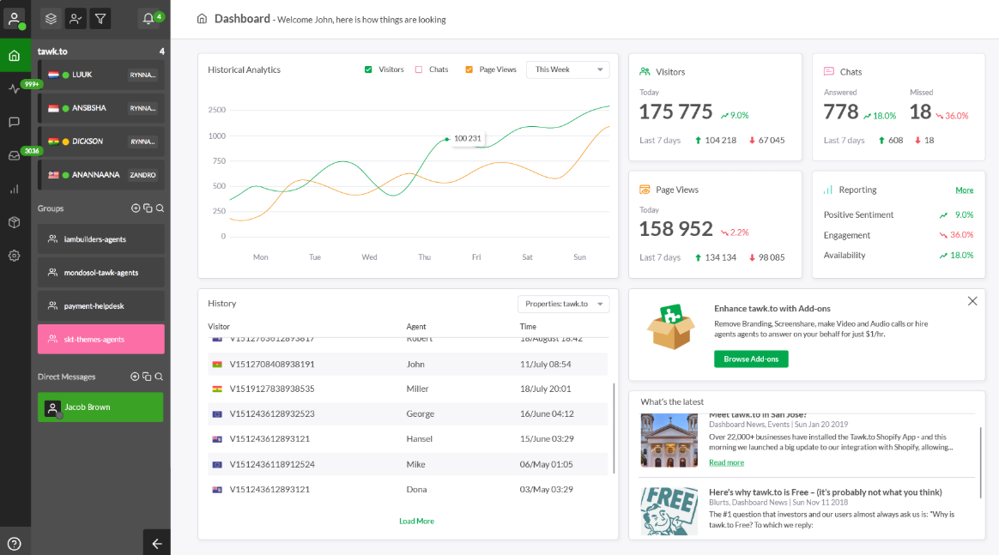 4
Dashboard - Welcome John, here is how things are looking
tawk.to 4
LUUK RYNNA...
999+
ANSBSHA RYNNA...
DICKSON RYNNA...
3036
ANANNAANA ZANDRO
Groups
iambuilders-agents
mondosol-tawk-agents
payment-helpdesk
skt-themes-agents
Direct Messages
Jacob Brown
Historical Analytics Visitors Chats Page Views This Week
2500
1000
750
500
250
0
100 231
Mon Tue Wed Thu Fri Sat Sun
Visitors
Today
175 775 9.0%
Last 7 days 104 218 67 045
Chats
Answered Missed
778 18.0% 18 36.0%
Last 7 days 608 18
Page Views
Today
158 952 2.2%
Last 7 days 134 134 98 085
Reporting More
Positive Sentiment 9.0%
Engagement 36.0%
Availability 18.0%
History Properties: tawk.to
Visitor Agent Time
V1512763612893817 Robert 18/August 18:42
V1512708408938191 John 11/July 08:54
V1519127838938535 Miller 18/July 20:01
V1512436118932523 George 16/June 04:12
V151243612893121 Hansel 15/June 03:29
V1512436118912524 Mike 06/May 01:05
V151243612893121 Dona 03/May 03:29
Load More
Enhance tawk.to with Add-ons
Remove Branding, Screenshare, make Video and Audio calls or hire
agents agents to answer on your behalf for just $1/hr.
Browse Add-ons
What's the latest
Meet tawk.to in San Jose?
Dashboard News, Events | Sun Jan 20 2019
Over 22,000+ businesses have installed the Tawk.to Shopify App - and this
morning we launched a big update to our integration with Shopify, allowing...
Read more
FREE
Here's why tawk.to is Free – (it's probably not what you think)
Blurts, Dashboard News | Sun Nov 11 2018
The #1 question that investors and our users almost always ask us is: "Why is
tawk.to Free? To which we reply: